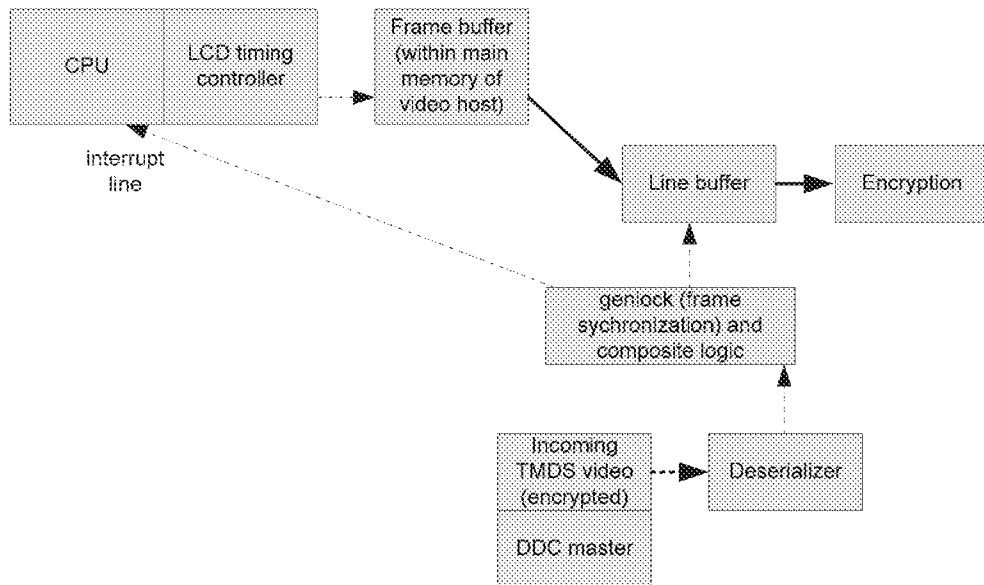 CPU
LCD timing
controller
Frame buffer
(within main
memory of
video host)
interrupt
line
Line buffer
Encryption
genlock (frame
sychronization) and
composite logic
Incoming
TMDS video
(encrypted)
Deserializer
DDC master